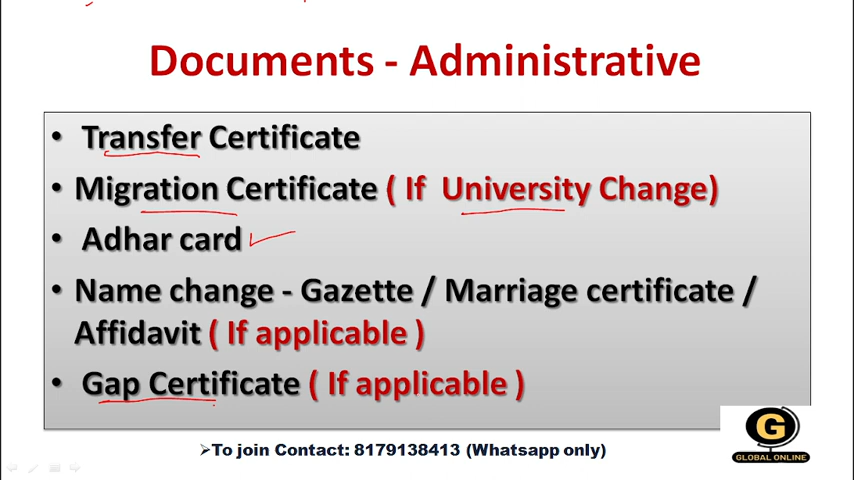 Documents - Administrative
• Transfer Certificate
• Migration Certificate ( If University Change)
• Adhar card
• Name change - Gazette / Marriage certificate /
Affidavit ( If applicable )
• Gap Certificate ( If applicable )
➢To join Contact: 8179138413 (Whatsapp only)
G
GLOBAL ONLINE